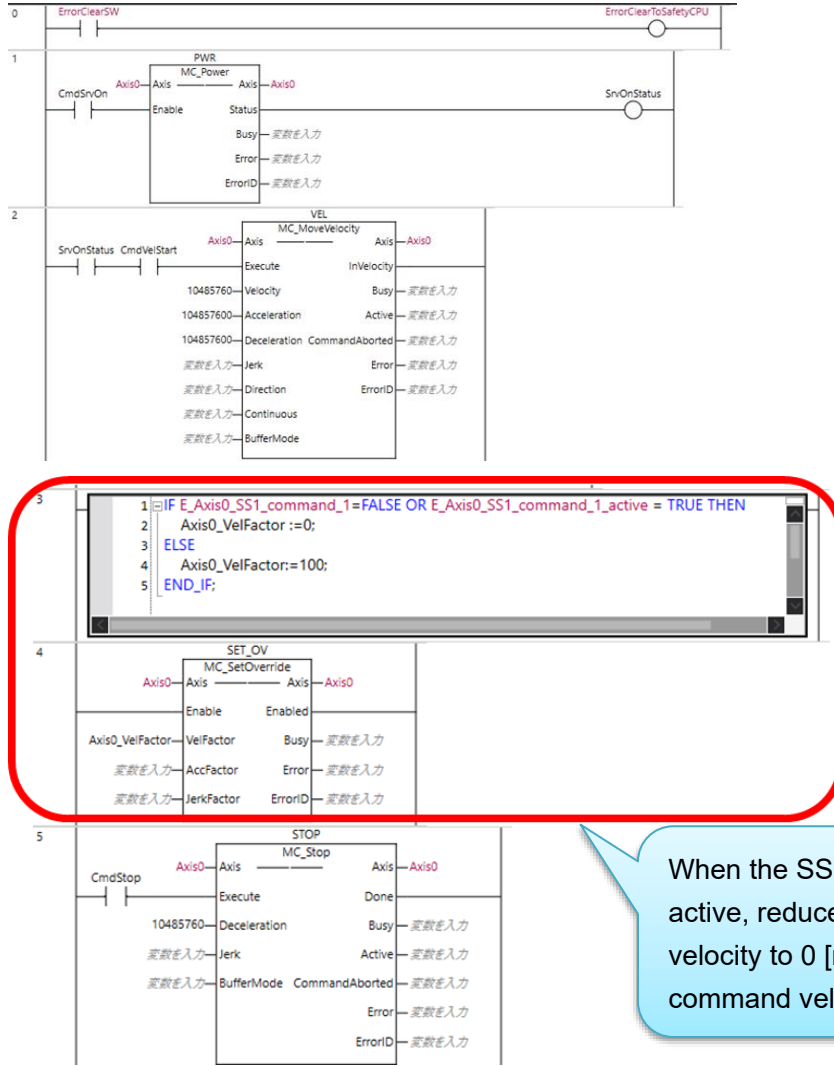 0
ErrorClearSW ErrorClearToSafetyCPU
1
PWR
MC_Power
Axis0 Axis Axis Axis0
CmdSrvOn SrvOnStatus
Enable Status
Busy 変数を入力
Error 変数を入力
ErrorID 変数を入力
2
VEL
MC_MoveVelocity
Axis0 Axis Axis Axis0
SrvOnStatus CmdVelStart
Execute InVelocity
10485760 Velocity Busy 変数を入力
104857600 Acceleration Active 変数を入力
104857600 Deceleration CommandAborted 変数を入力
変数を入力 Jerk Error 変数を入力
変数を入力 Direction ErrorID 変数を入力
変数を入力 Continuous
変数を入力 BufferMode
3
1 IF E_Axis0_SS1_command_1=FALSE OR E_Axis0_SS1_command_1_active = TRUE THEN
2 Axis0_VelFactor :=0;
3 ELSE
4 Axis0_VelFactor:=100;
5 END_IF;
4
SET_OV
MC_SetOverride
Axis0 Axis Axis Axis0
Enable Enabled
Axis0_VelFactor VelFactor Busy 変数を入力
変数を入力 AccFactor Error 変数を入力
変数を入力 JerkFactor ErrorID 変数を入力
5
STOP
MC_Stop
Axis0 Axis Axis Axis0
CmdStop
Execute Done
10485760 Deceleration Busy 変数を入力
変数を入力 Jerk Active 変数を入力
変数を入力 BufferMode CommandAborted 変数を入力
Error 変数を入力
ErrorID 変数を入力
When the SS
active, reduce
velocity to 0 [
command vel